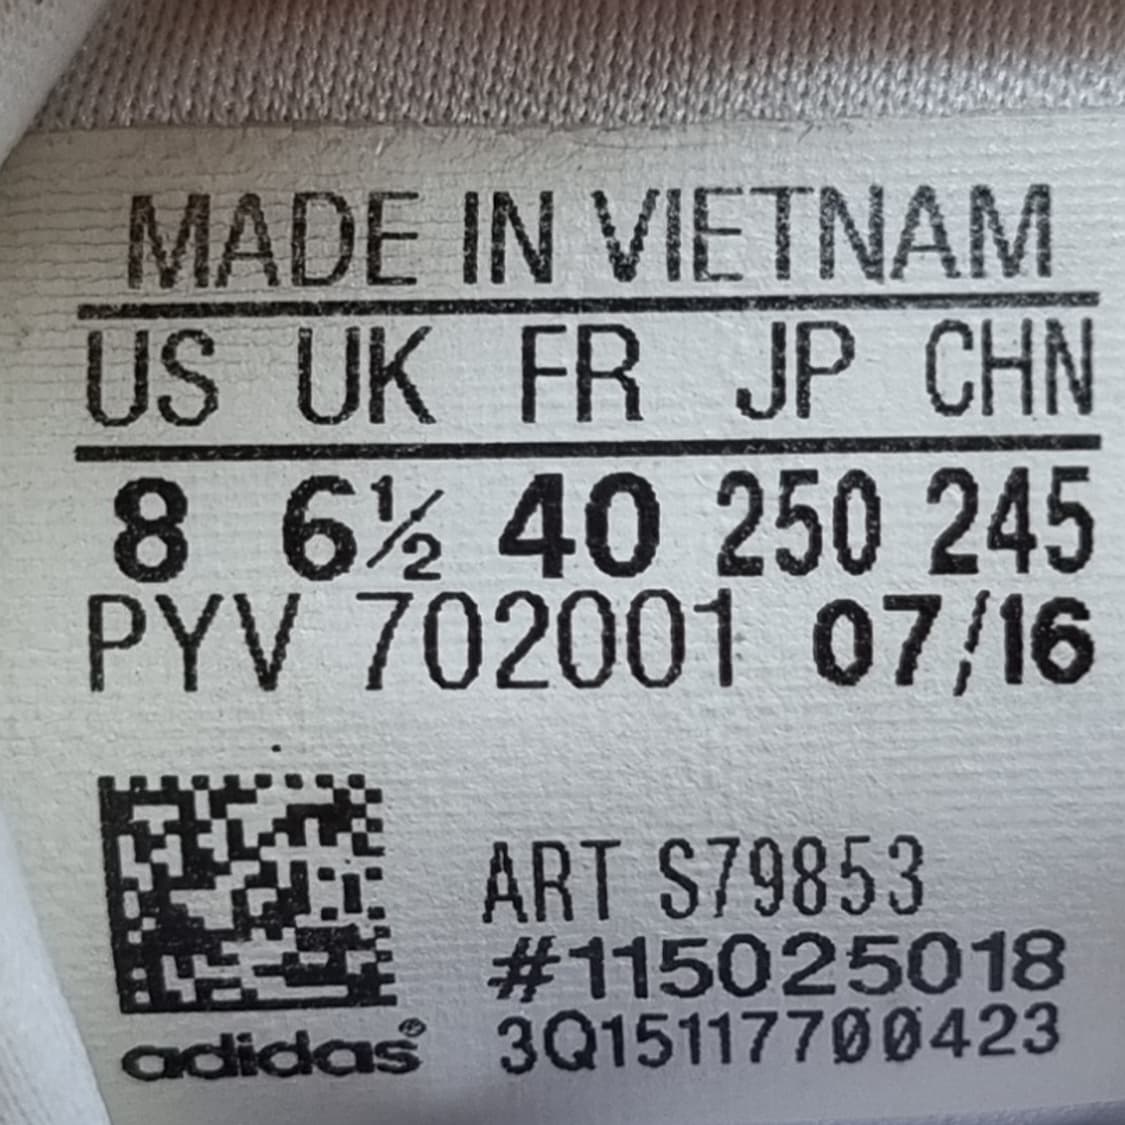 MADE IN VIETNAM
US UK FR JP CHN
8 6½ 40 250 245
PYV 702001 07/16
ART S79853
#115025018
adidas® 3Q15117700423